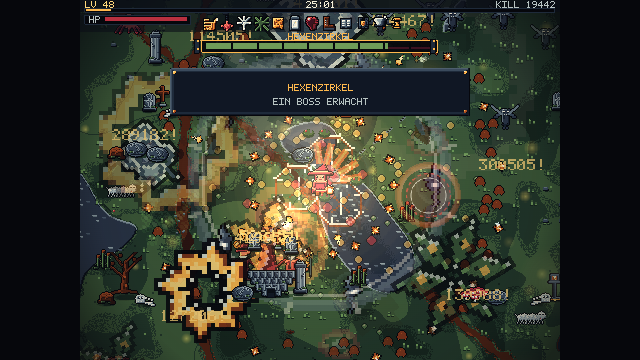 LV 48
25:01
KILL 19442
HP
HEXENZIRKEL
HEXENZIRKEL
EIN BOSS ERWACHT
300505!